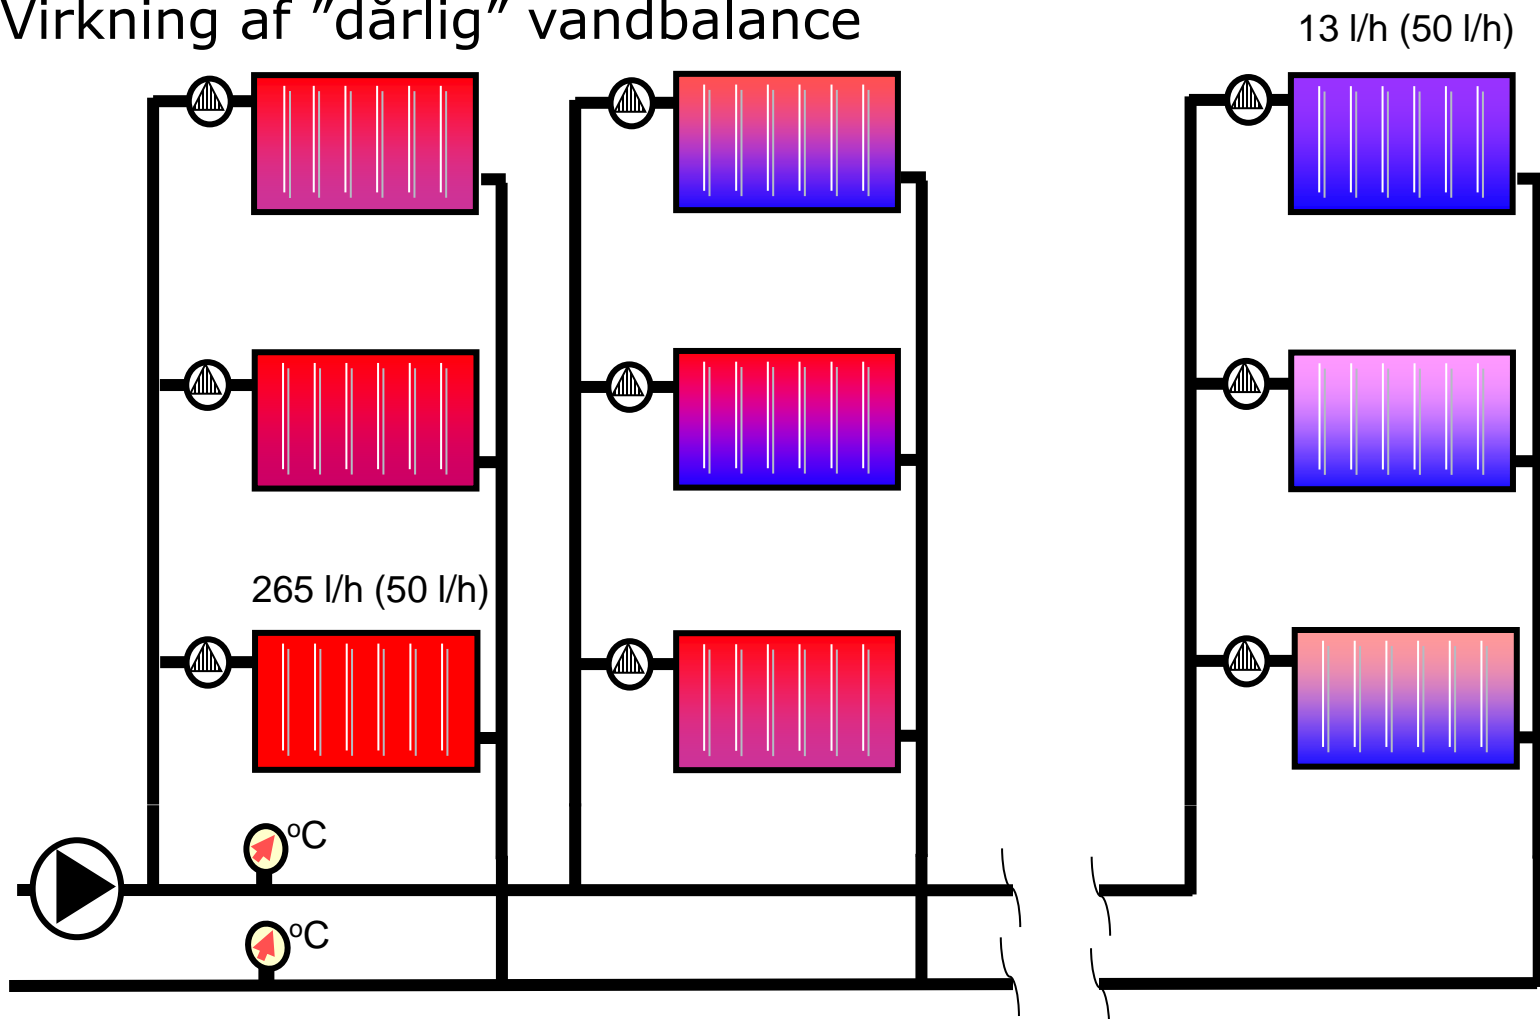 Virkning af ”dårlig” vandbalance
13 l/h (50 l/h)
265 l/h (50 l/h)
ºC
ºC